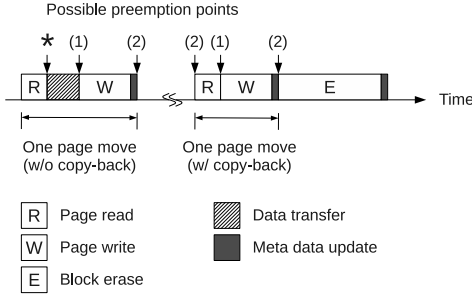 Possible preemption points
* (1) (2) (2) (1) (2)
R W R W E
Time
One page move
(w/o copy-back)
One page move
(w/ copy-back)
R Page read
Data transfer
W Page write
Meta data update
E Block erase